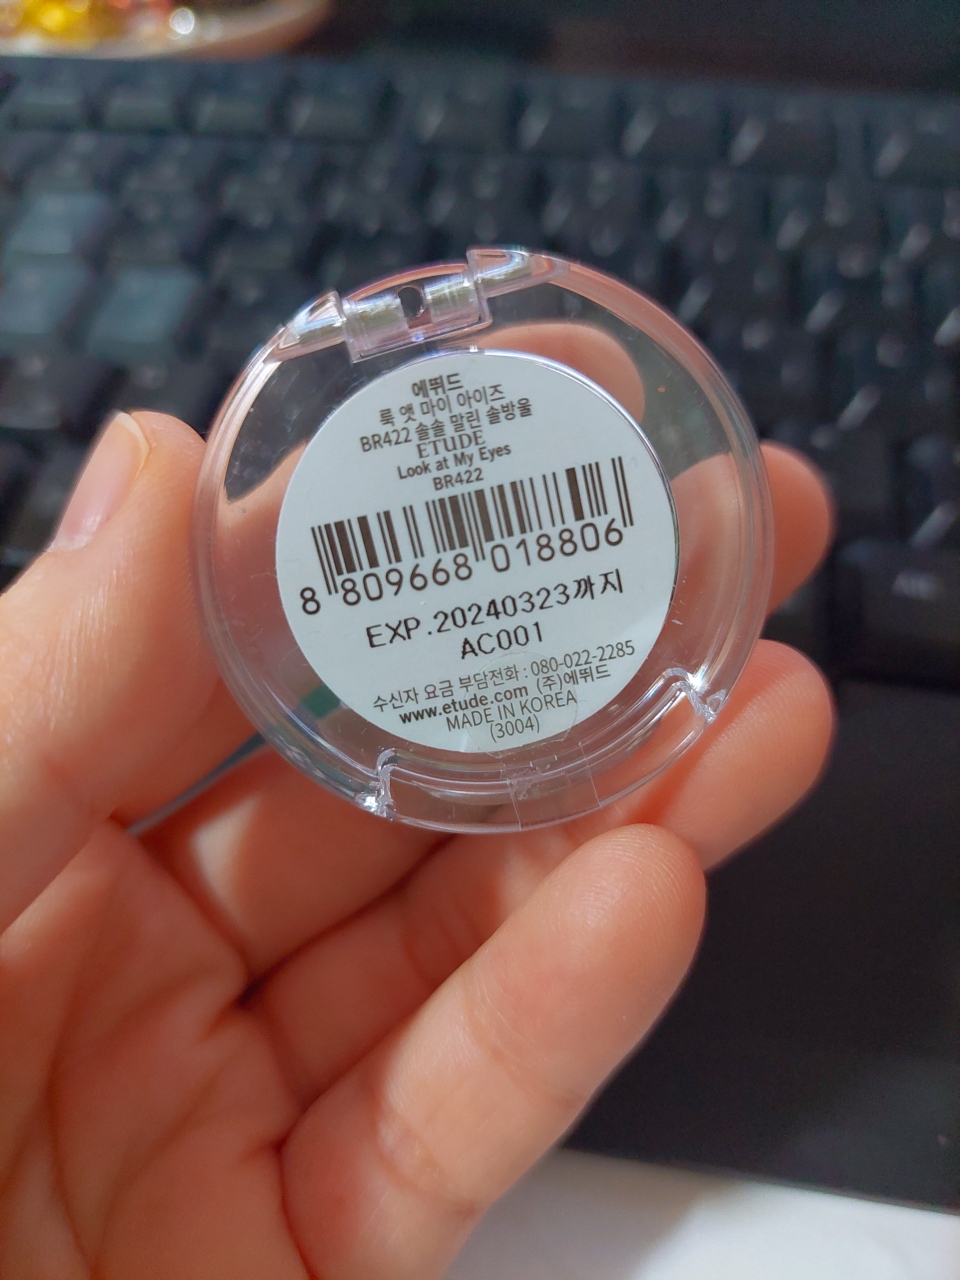 에뛰드
룩 앳 마이 아이즈
BR422 솔솔 말린 솔방울
ETUDE
Look at My Eyes
BR422
8 809668 018806
EXP.20240323까지
AC001
수신자 요금 부담전화 : 080-022-2285
www.etude.com (주)에뛰드
MADE IN KOREA
(3004)